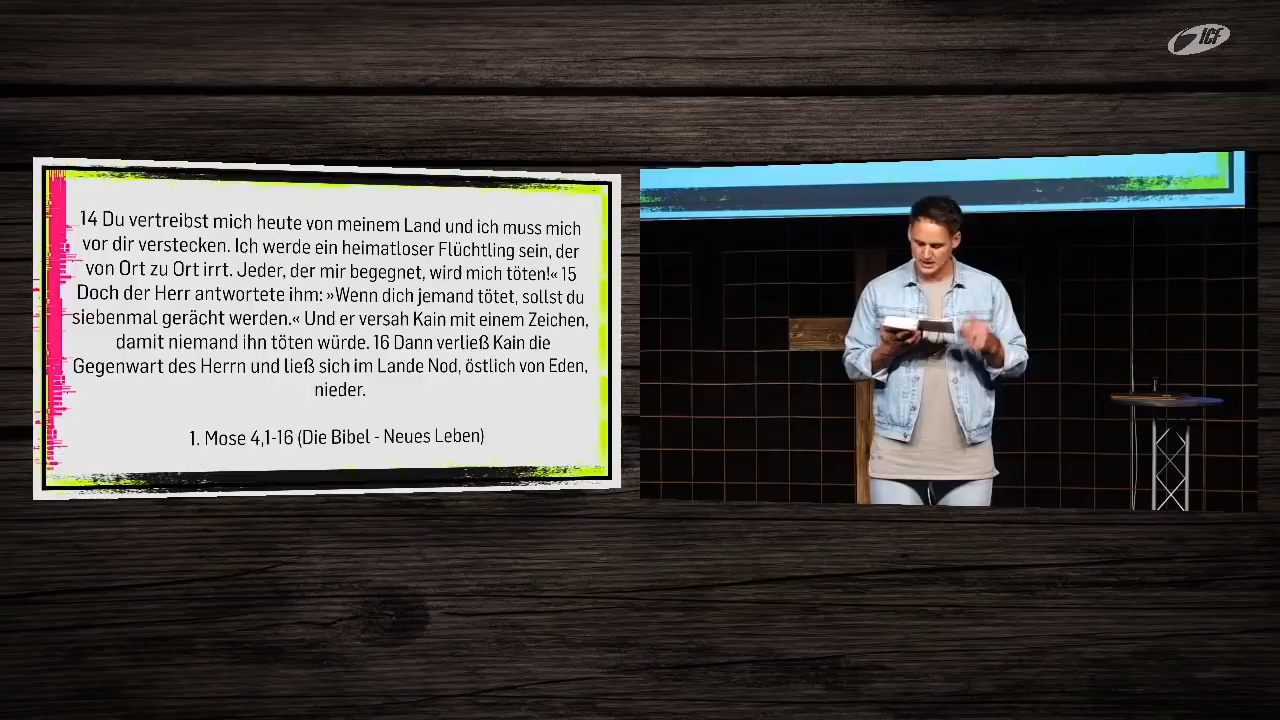 ICF
14 Du vertreibst mich heute von meinem Land und ich muss mich
vor dir verstecken. Ich werde ein heimatloser Flüchtling sein, der
von Ort zu Ort irrt. Jeder, der mir begegnet, wird mich töten!« 15
Doch der Herr antwortete ihm: »Wenn dich jemand tötet, sollst du
siebenmal gerächt werden.« Und er versah Kain mit einem Zeichen,
damit niemand ihn töten würde. 16 Dann verließ Kain die
Gegenwart des Herrn und ließ sich im Lande Nod, östlich von Eden,
nieder.
1. Mose 4,1-16 (Die Bibel - Neues Leben)